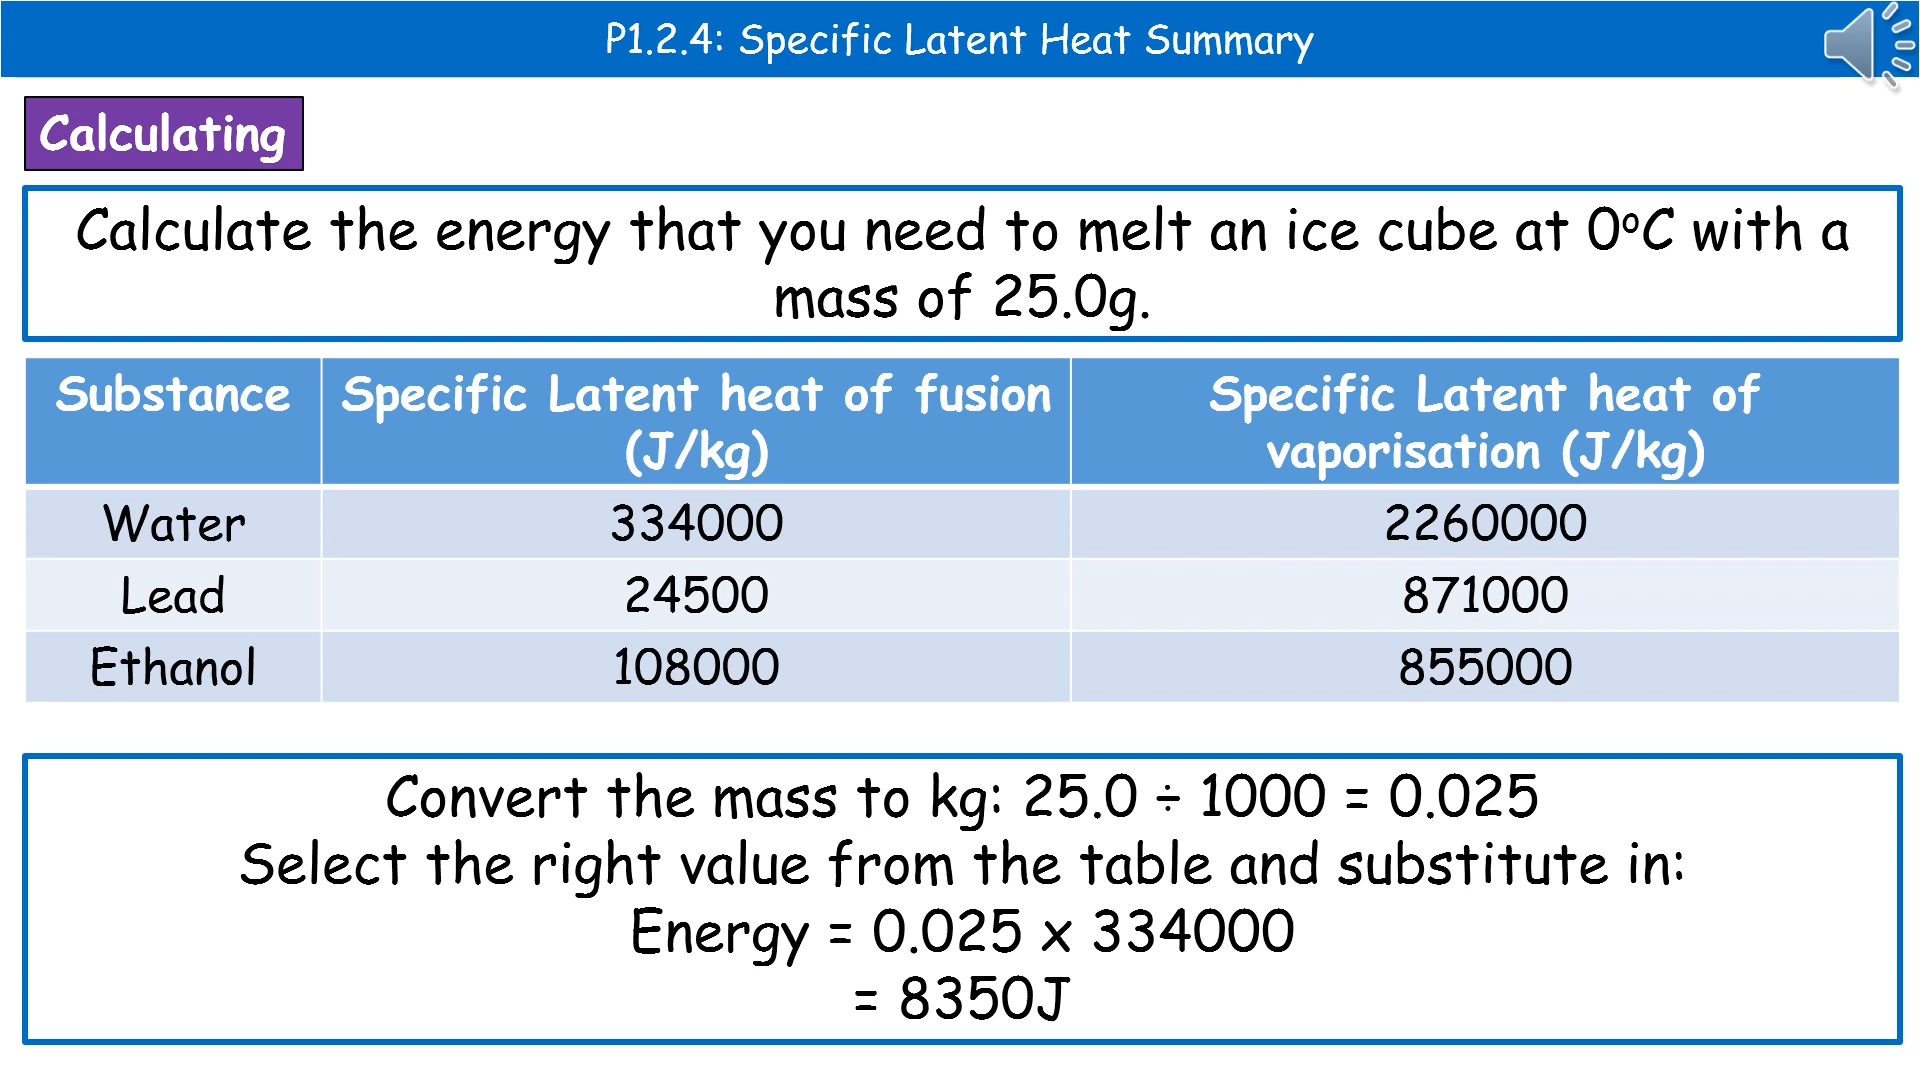 P1.2.4: Specific Latent Heat Summary
Calculating
Calculate the energy that you need to melt an ice cube at 0ºC with a
mass of 25.0g.
Substance
Specific Latent heat of fusion
(J/kg)
Specific Latent heat of
vaporisation (J/kg)
Water
334000
2260000
Lead
24500
871000
Ethanol
108000
855000
Convert the mass to kg: 25.0 ÷ 1000 = 0.025
Select the right value from the table and substitute in:
Energy = 0.025 x 334000
= 8350J